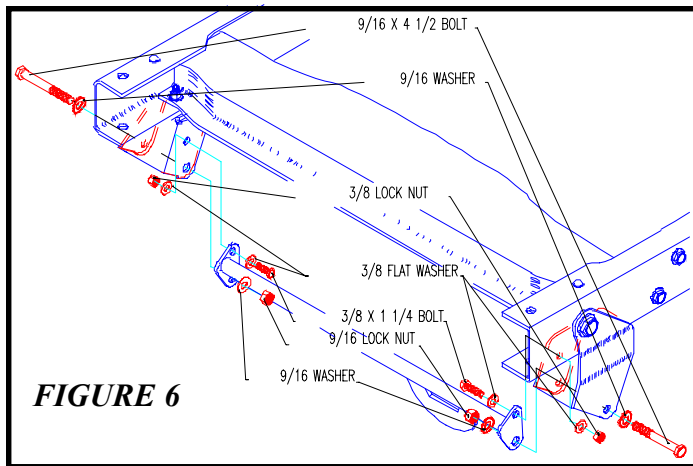 9/16 X 4 1/2 BOLT
9/16 WASHER
3/8 LOCK NUT
3/8 FLAT WASHER
3/8 X 1 1/4 BOLT
9/16 LOCK NUT
9/16 WASHER
FIGURE 6